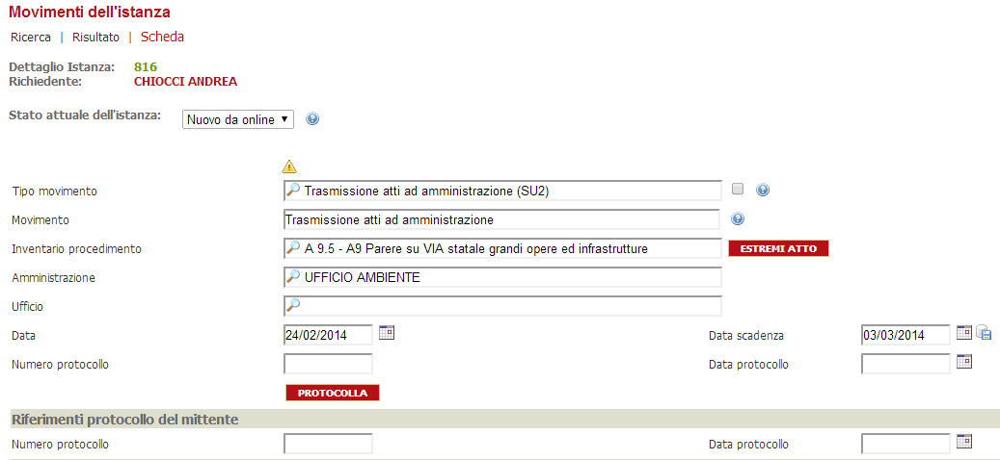 Movimenti dell'istanza
Ricerca | Risultato | Scheda
Dettaglio Istanza: 816
Richiedente: CHIOCCI ANDREA
Stato attuale dell'istanza: Nuovo da online
Tipo movimento Trasmissione atti ad amministrazione (SU2)
Movimento Trasmissione atti ad amministrazione
Inventario procedimento A 9.5 - A9 Parere su VIA statale grandi opere ed infrastrutture ESTREMI ATTO
Amministrazione UFFICIO AMBIENTE
Ufficio
Data 24/02/2014 Data scadenza 03/03/2014
Numero protocollo Data protocollo
PROTOCOLLA
Riferimenti protocollo del mittente
Numero protocollo Data protocollo